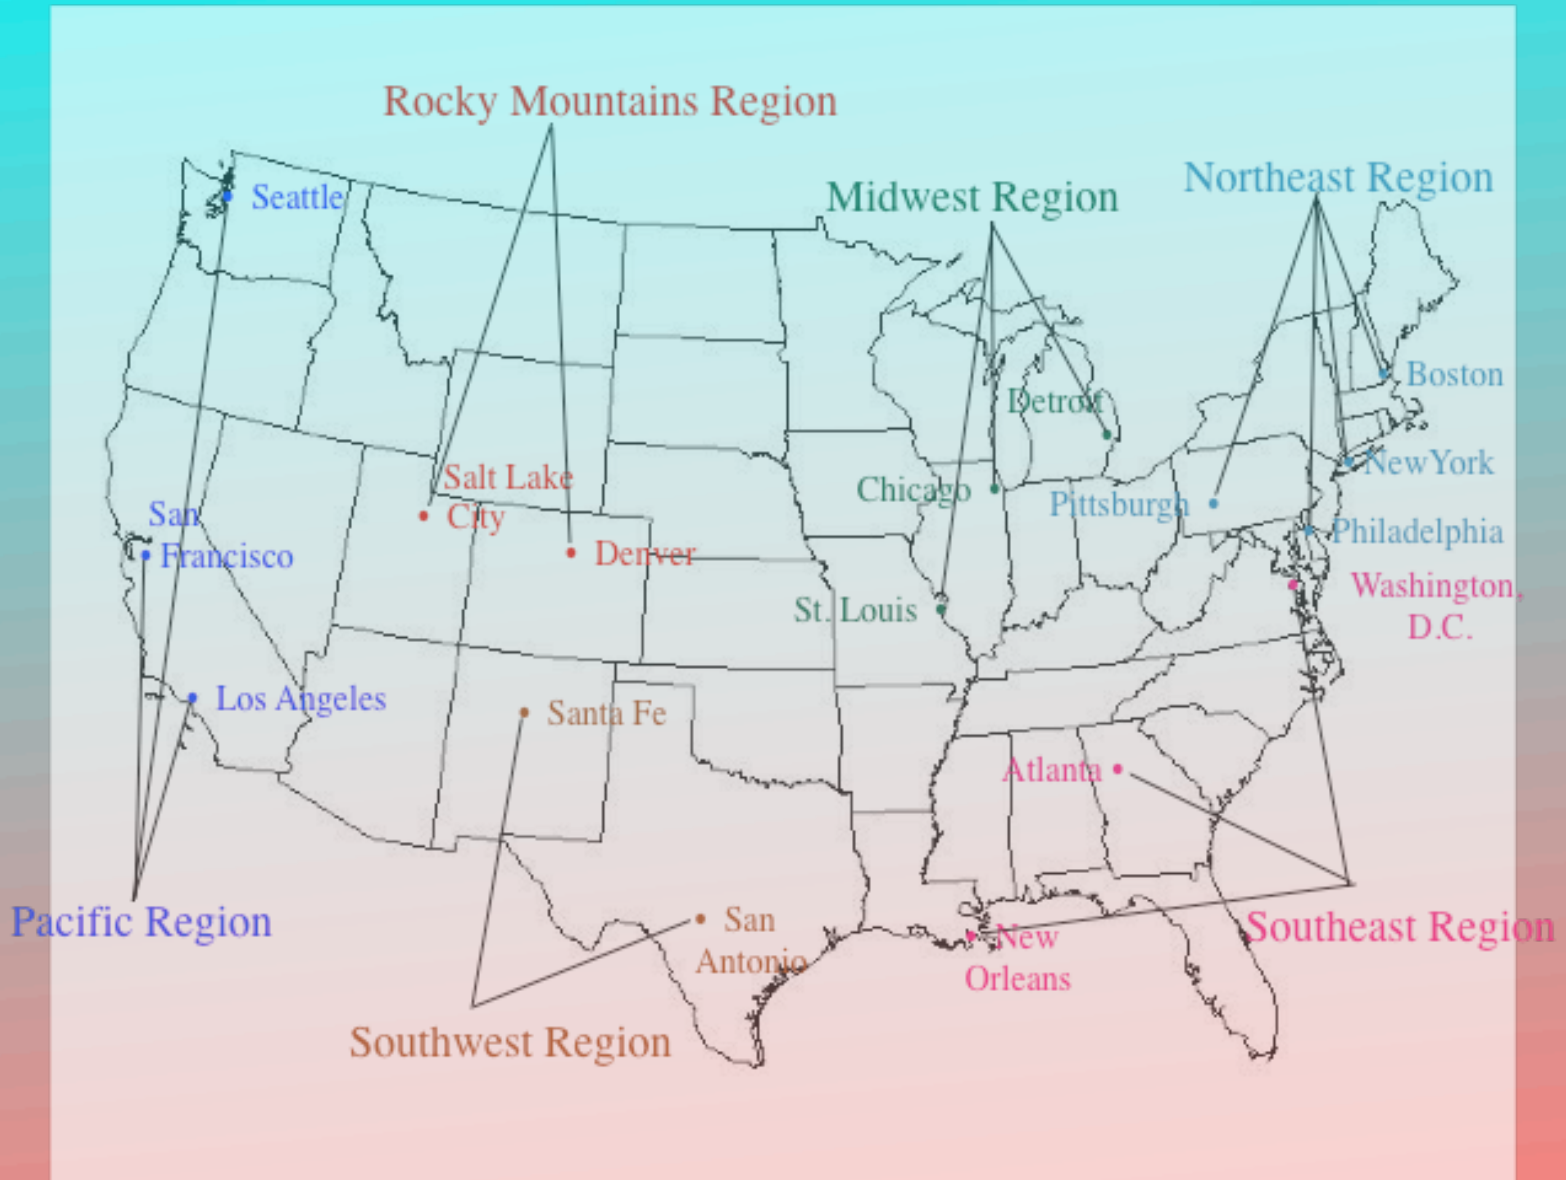 Rocky Mountains Region
Northeast Region
Midwest Region
Seattle
Boston
Detroit
NewYork
Salt Lake
City
Chicago
Pittsburgh
San
Francisco
Philadelphia
Denver
Washington,
D.C.
St. Louis
Los Angeles
Santa Fe
Atlanta
Pacific Region
San
Antonio
New
Orleans
Southeast Region
Southwest Region